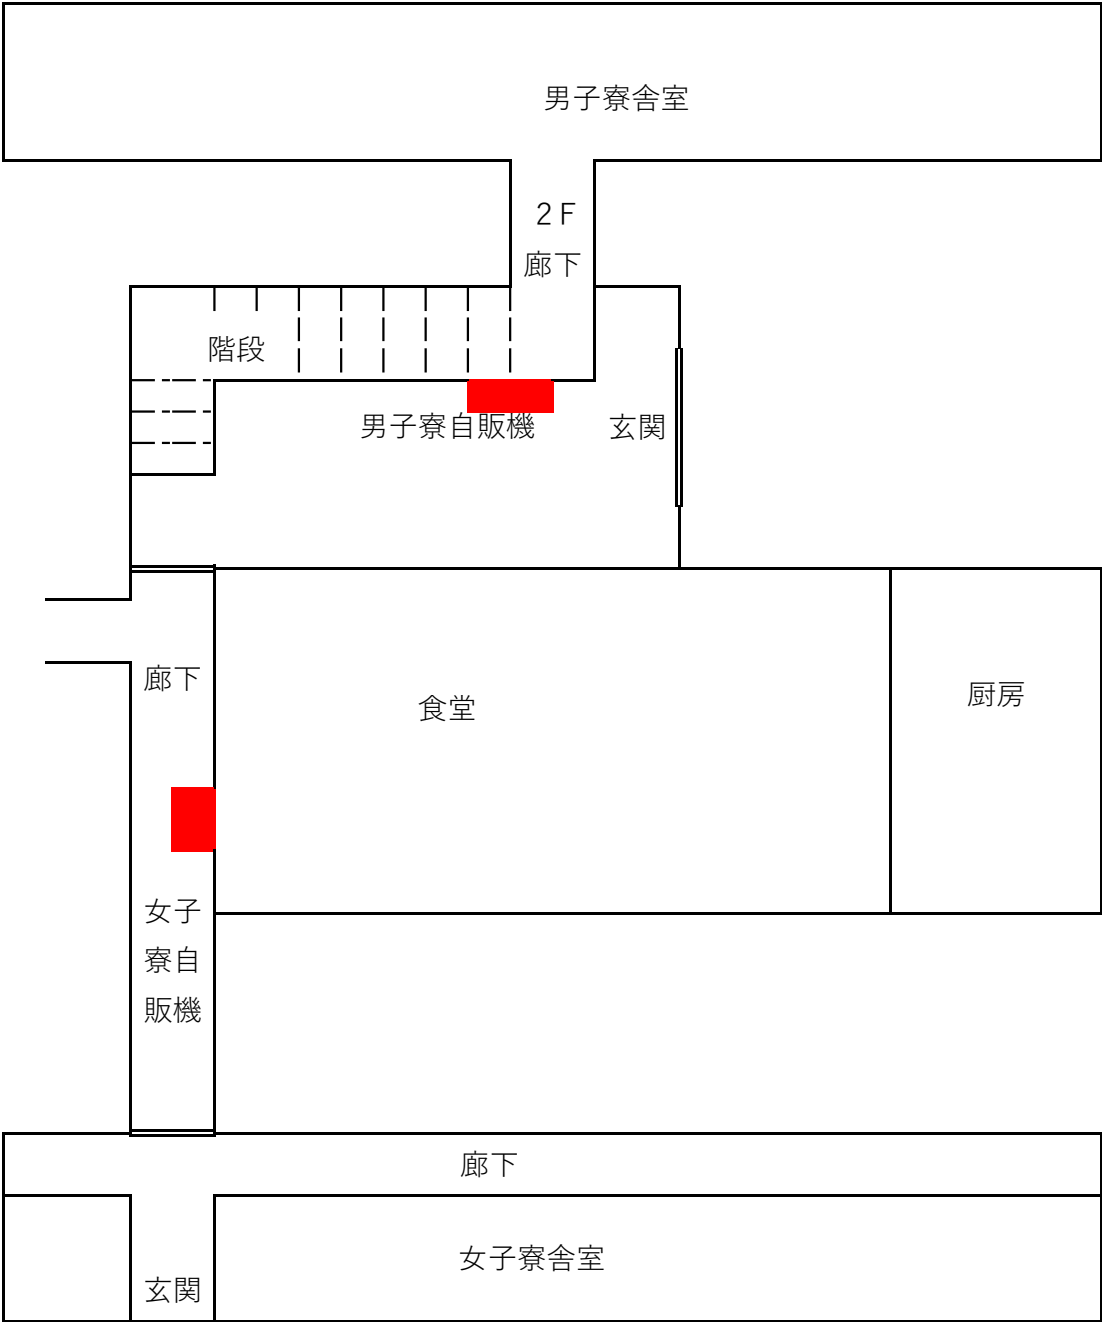 男子寮舎室
２Ｆ
廊下
階段
男子寮自販機
玄関
廊下
食堂
厨房
女子
寮自
販機
廊下
女子寮舎室
玄関